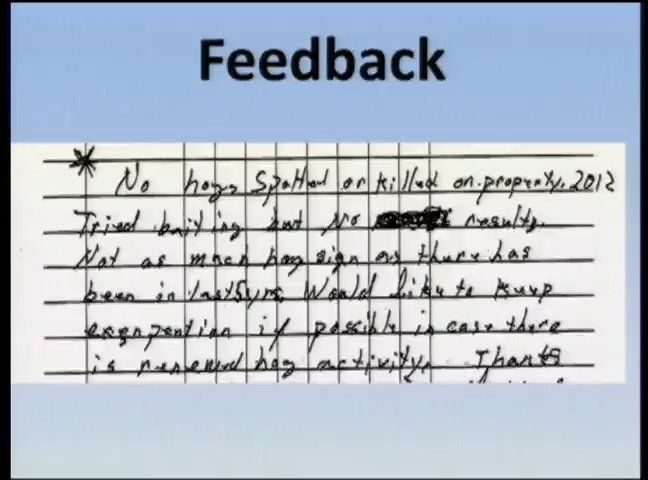 Feedback
* No hogs Spotted or killed on property. 2012
Tried baiting but No results.
Not as much hog sign as there has
been in last 5 yrs. Would like to keep
exemption if possible in case there
is renewed hog activity. Thanks